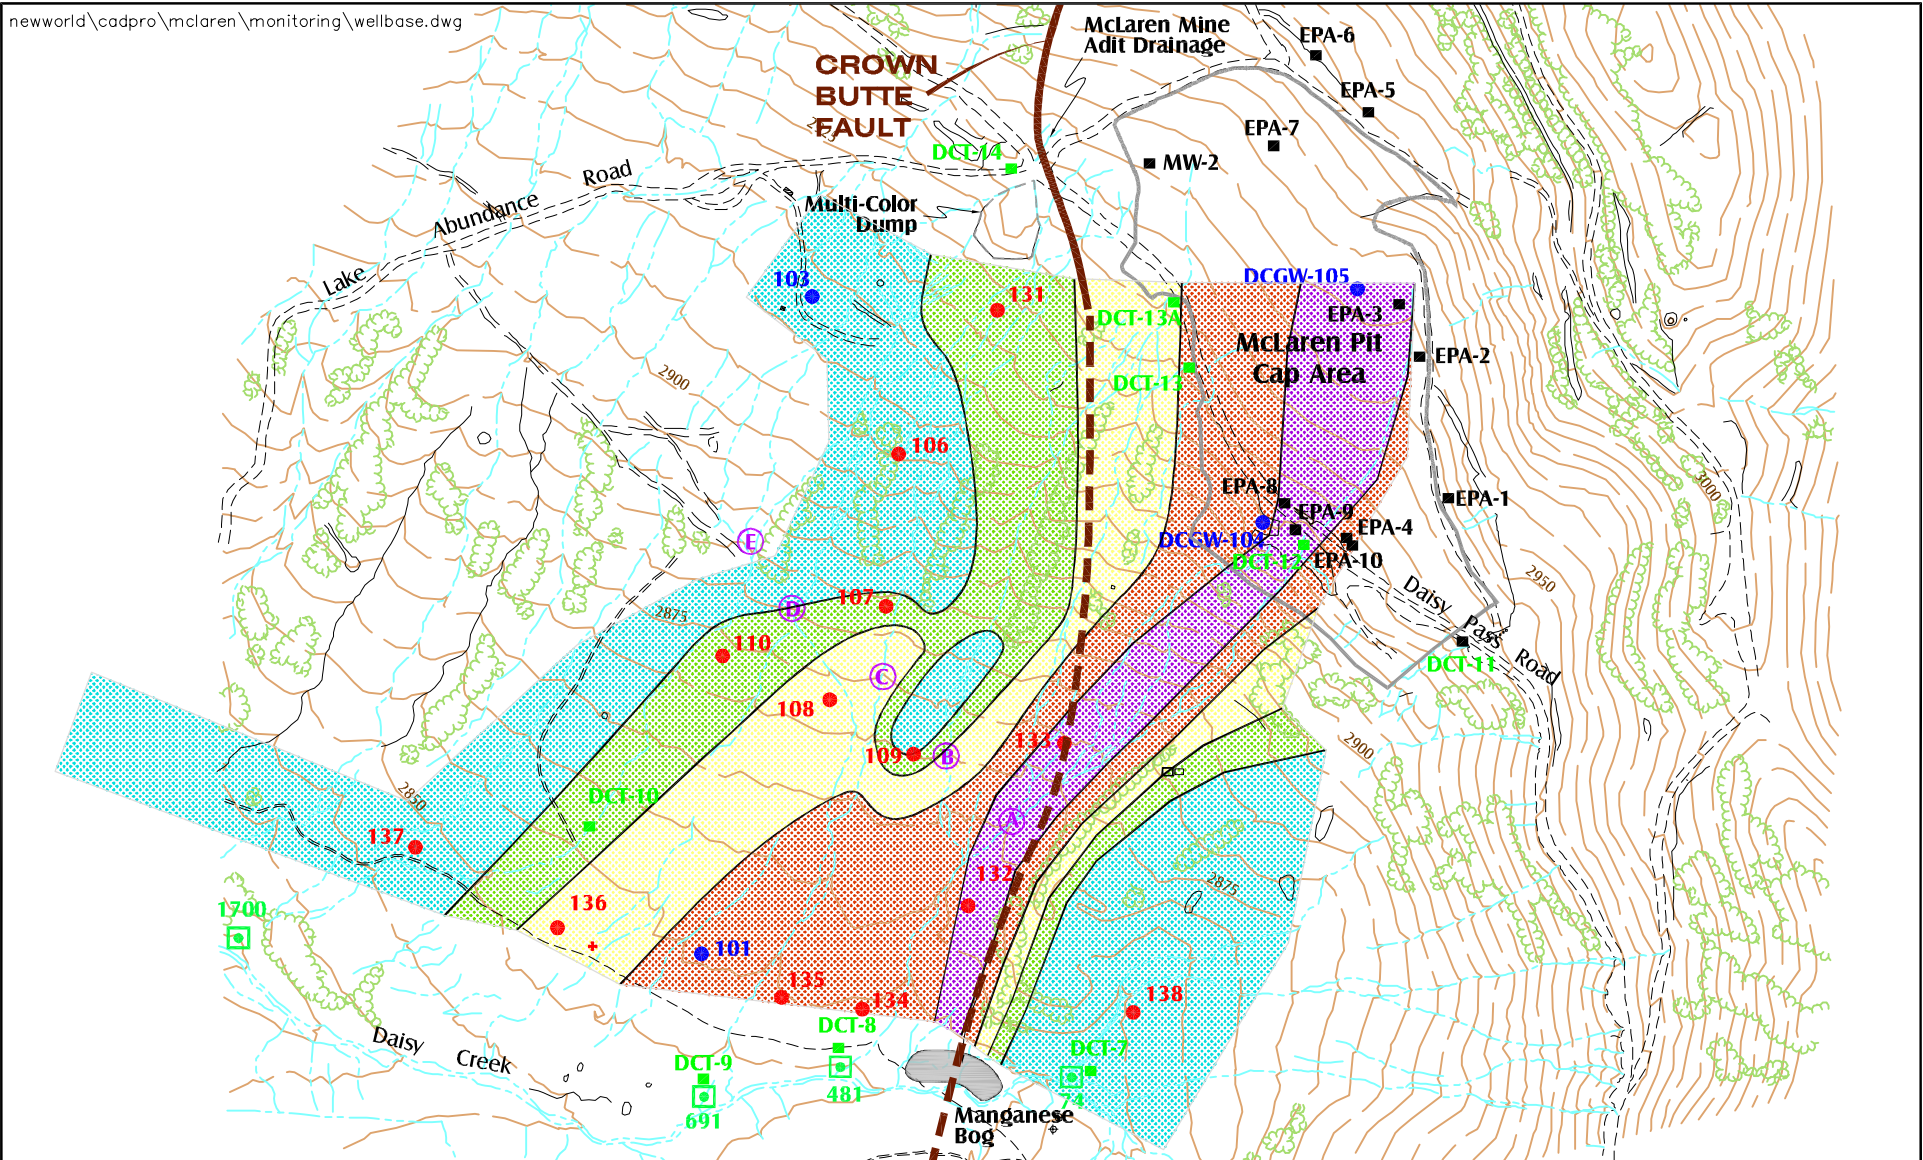 newworld\cadpro\mclaren\monitoring\wellbase.dwg
McLaren Mine
Adit Drainage
EPA-6
CROWN
BUTTE
FAULT
EPA-5
2925
EPA-7
DCT-14
MW-2
Road
Abundance
Lake
Multi-Color
Dump
103
131
DCGW-105
EPA-3
DCT-13A
McLaren Pit
Cap Area
EPA-2
DCT-13
2900
106
EPA-8
EPA-1
3000
EPA-9
EPA-4
E
DCGW-104
DCT-12
EPA-10
2950
Daisy
Pass
Road
D
107
2875
110
DCT-11
C
108
133
109
B
2900
2850
DCT-10
A
137
132
2875
1700
136
101
135
134
138
DCT-8
Daisy Creek
DCT-9
DCT-7
481
74
691
Manganese
Bog